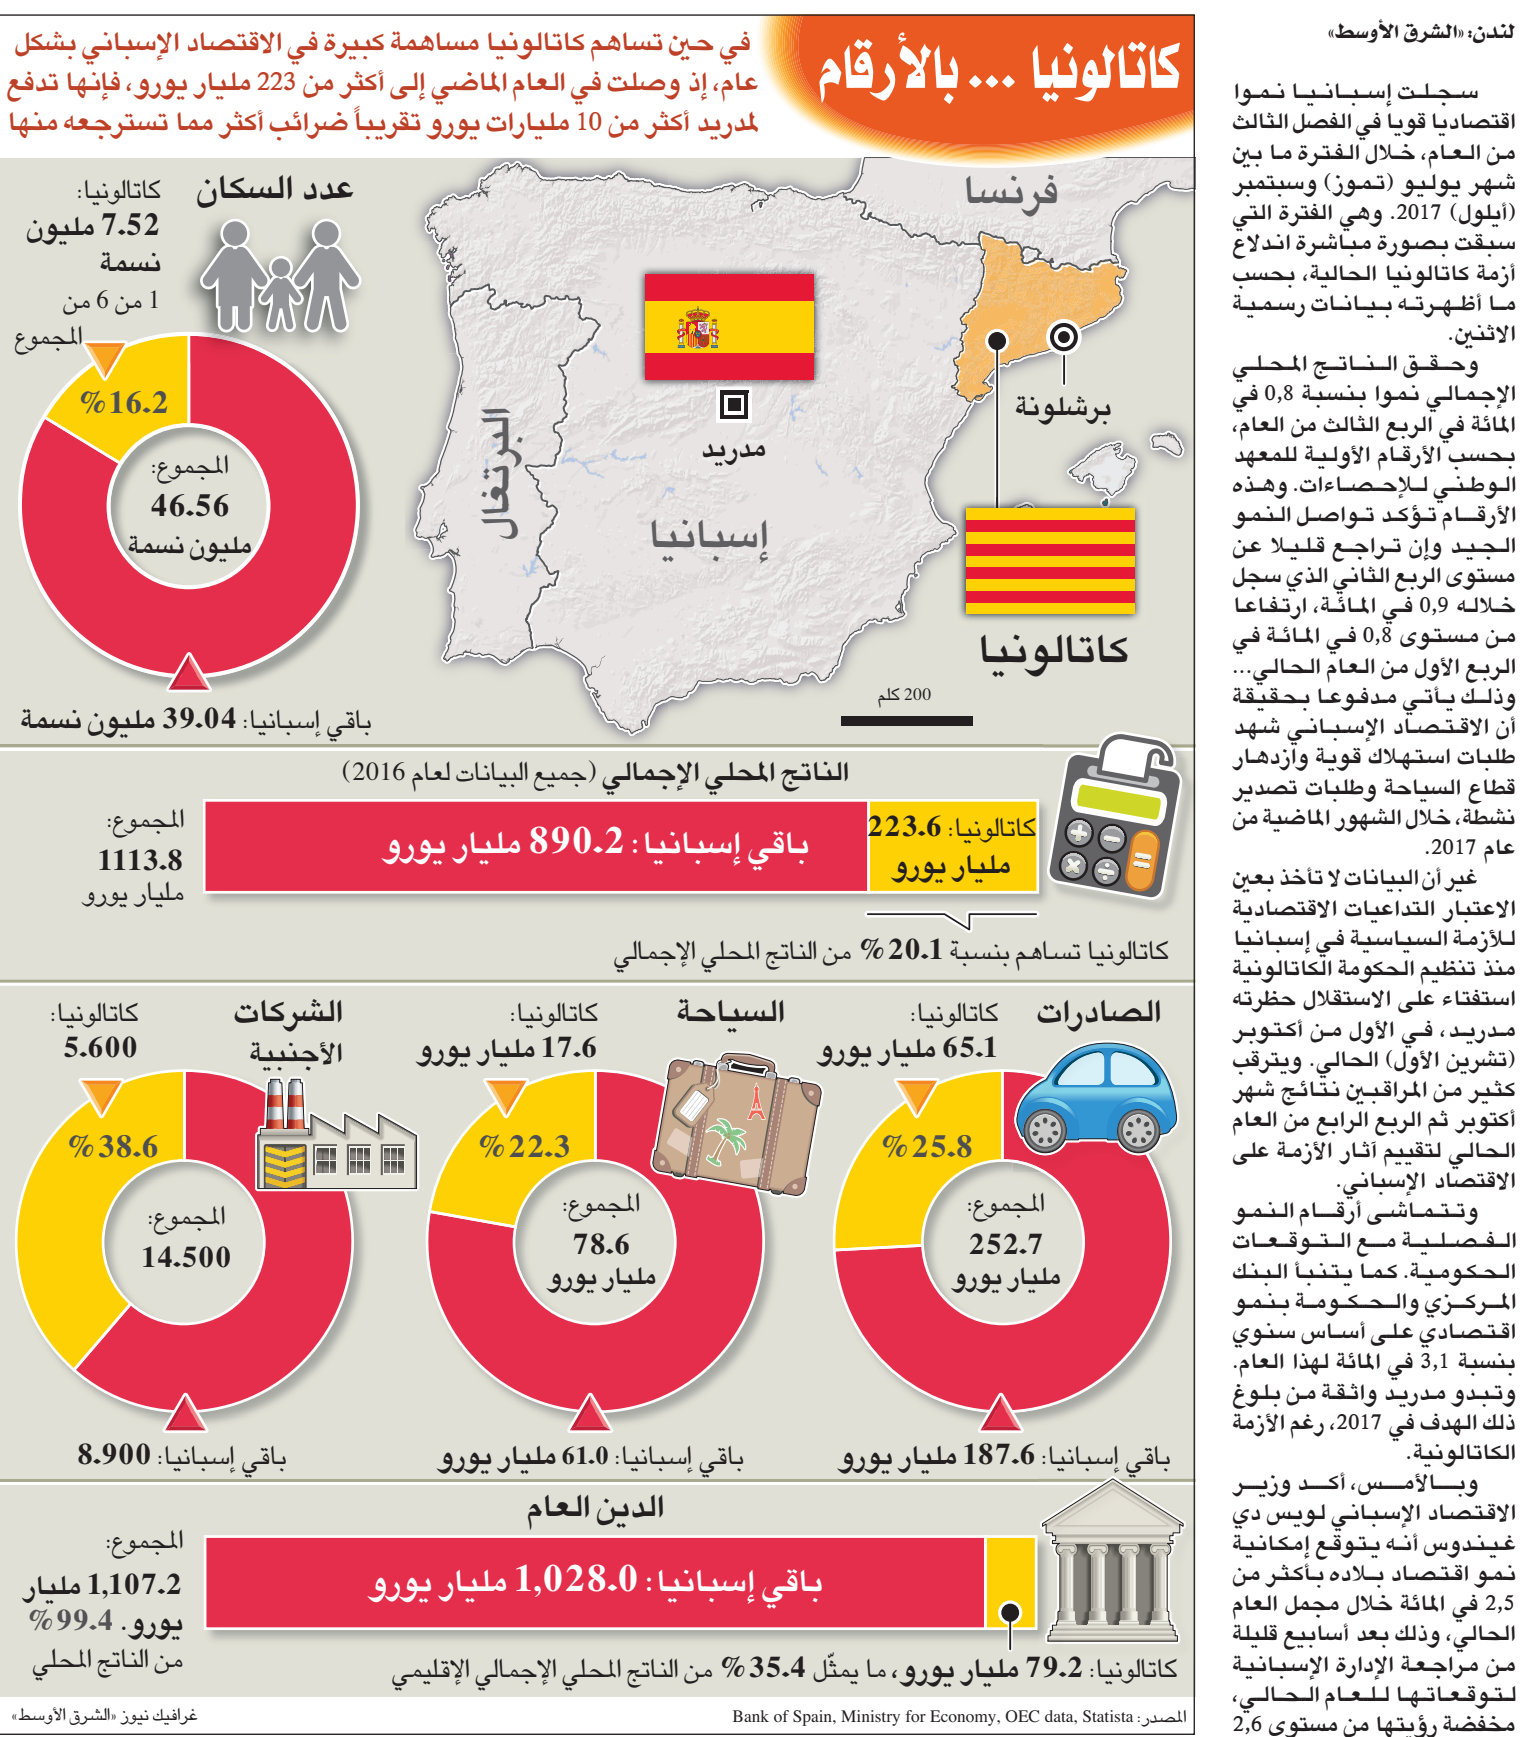 لندن: «الشرق الأوسط»
سجلت إسبانيا نموا
اقتصاديا قويا في الفصل الثالث
من العام، خلال الفترة ما بين
شهر يوليو (تموز) وسبتمبر
(أيلول) 2017. وهي الفترة التي
سبقت بصورة مباشرة اندلاع
أزمة كاتالونيا الحالية، بحسب
ما أظهرته بيانات رسمية
الاثنين.
وحقق الناتج المحلي
الإجمالي نموا بنسبة 0,8 في
المائة في الربع الثالث من العام،
بحسب الأرقام الأولية للمعهد
الوطني للإحصاءات. وهذه
الأرقام تؤكد تواصل النمو
الجيد وإن تراجع قليلا عن
مستوى الربع الثاني الذي سجل
خلاله 0,9 في المائة، ارتفاعا
من مستوى 0,8 في المائة في
الربع الأول من العام الحالي...
وذلك يأتي مدفوعا بحقيقة
أن الاقتصاد الإسباني شهد
طلبات استهلاك قوية وازدهار
قطاع السياحة وطلبات تصدير
نشطة، خلال الشهور الماضية من
عام 2017.
غير أن البيانات لا تأخذ بعين
الاعتبار التداعيات الاقتصادية
للأزمة السياسية في إسبانيا
منذ تنظيم الحكومة الكاتالونية
استفتاء على الاستقلال حظرته
مدريد، في الأول من أكتوبر
(تشرين الأول) الحالي. ويترقب
كثير من المراقبين نتائج شهر
أكتوبر ثم الربع الرابع من العام
الحالي لتقييم آثار الأزمة على
الاقتصاد الإسباني.
وتتماشى أرقام النمو
الفصلية مع التوقعات
الحكومية. كما يتنبأ البنك
المركزي والحكومة بنمو
اقتصادي على أساس سنوي
بنسبة 3,1 في المائة لهذا العام.
وتبدو مدريد واثقة من بلوغ
ذلك الهدف في 2017، رغم الأزمة
الكاتالونية.
وبالأمس، أكد وزير
الاقتصاد الإسباني لويس دي
غيندوس أنه يتوقع إمكانية
نمو اقتصاد بلاده بأكثر من
2,5 في المائة خلال مجمل العام
الحالي، وذلك بعد أسابيع قليلة
من مراجعة الإدارة الإسبانية
لتوقعاتها للعام الحالي،
مخفضة رؤيتها من مستوى 2,6
كاتالونيا ... بالأرقام
في حين تساهم كاتالونيا مساهمة كبيرة في الاقتصاد الإسباني بشكل
عام، إذ وصلت في العام الماضي إلى أكثر من 223 مليار يورو، فإنها تدفع
لمدريد أكثر من 10 مليارات يورو تقريباً ضرائب أكثر مما تسترجعه منها
فرنسا
برشلونة
مدريد
البرتغال
إسبانيا
كاتالونيا
200 كلم
عدد السكان
كاتالونيا:
7.52 مليون
نسمة
1 من 6 من
المجموع
%16.2
المجموع:
46.56
مليون نسمة
باقي إسبانيا: 39.04 مليون نسمة
الناتج المحلي الإجمالي (جميع البيانات لعام 2016)
كاتالونيا: 223.6
مليار يورو
باقي إسبانيا: 890.2 مليار يورو
المجموع:
1113.8
مليار يورو
كاتالونيا تساهم بنسبة 20.1% من الناتج المحلي الإجمالي
الصادرات
كاتالونيا:
65.1 مليار يورو
%25.8
المجموع:
252.7
مليار يورو
باقي إسبانيا: 187.6 مليار يورو
السياحة
كاتالونيا:
17.6 مليار يورو
%22.3
المجموع:
78.6
مليار يورو
باقي إسبانيا: 61.0 مليار يورو
الشركات
الأجنبية
كاتالونيا:
5.600
%38.6
المجموع:
14.500
باقي إسبانيا: 8.900
الدين العام
باقي إسبانيا: 1,028.0 مليار يورو
المجموع:
1,107.2 مليار
يورو. 99.4%
من الناتج المحلي
كاتالونيا: 79.2 مليار يورو، ما يمثّل 35.4% من الناتج المحلي الإجمالي الإقليمي
المصدر: Bank of Spain, Ministry for Economy, OEC data, Statista
غرافيك نيوز «الشرق الأوسط»